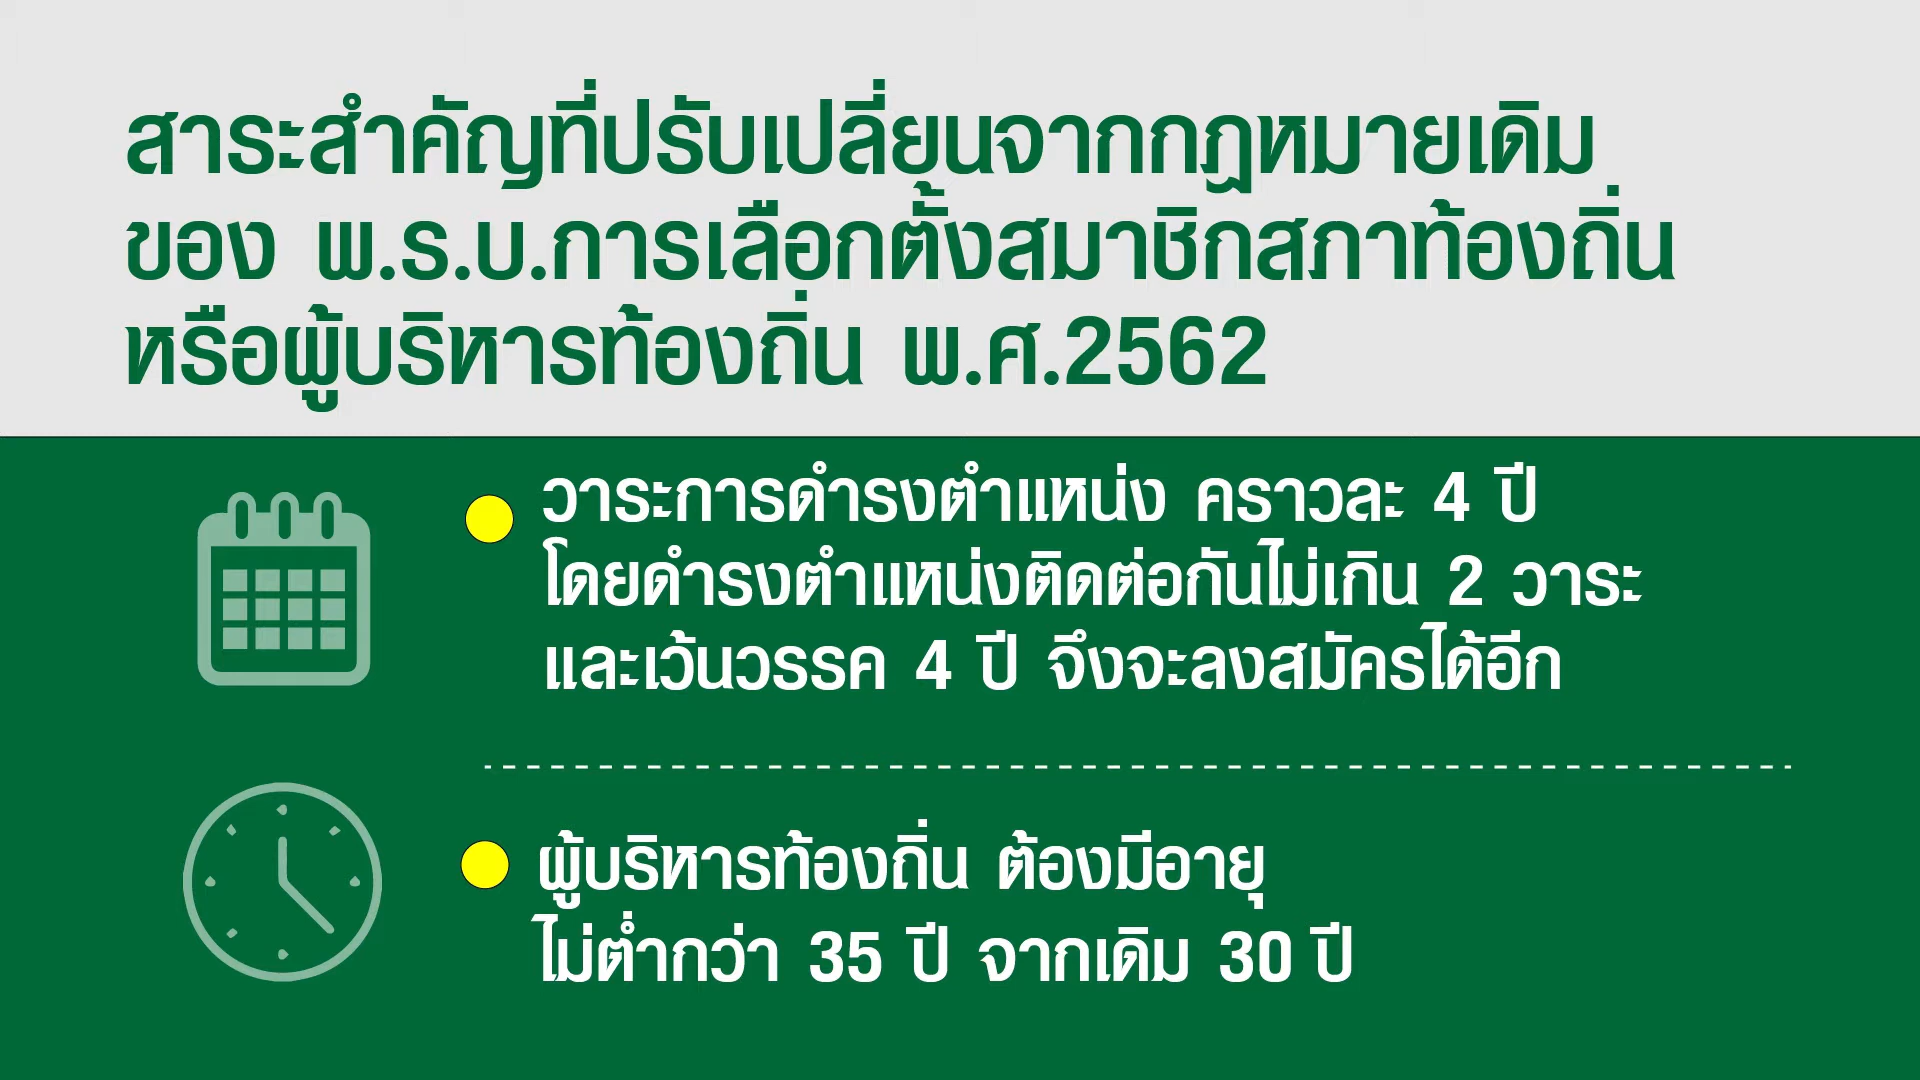 สาระสำคัญที่ปรับเปลี่ยนจากกฎหมายเดิม
ของ พ.ร.บ.การเลือกตั้งสมาชิกสภาท้องถิ่น
หรือผู้บริหารท้องถิ่น พ.ศ.2562
วาระการดำรงตำแหน่ง คราวละ 4 ปี
โดยดำรงตำแหน่งติดต่อกันไม่เกิน 2 วาระ
และเว้นวรรค 4 ปี จึงจะลงสมัครได้อีก
ผู้บริหารท้องถิ่น ต้องมีอายุ
ไม่ต่ำกว่า 35 ปี จากเดิม 30 ปี